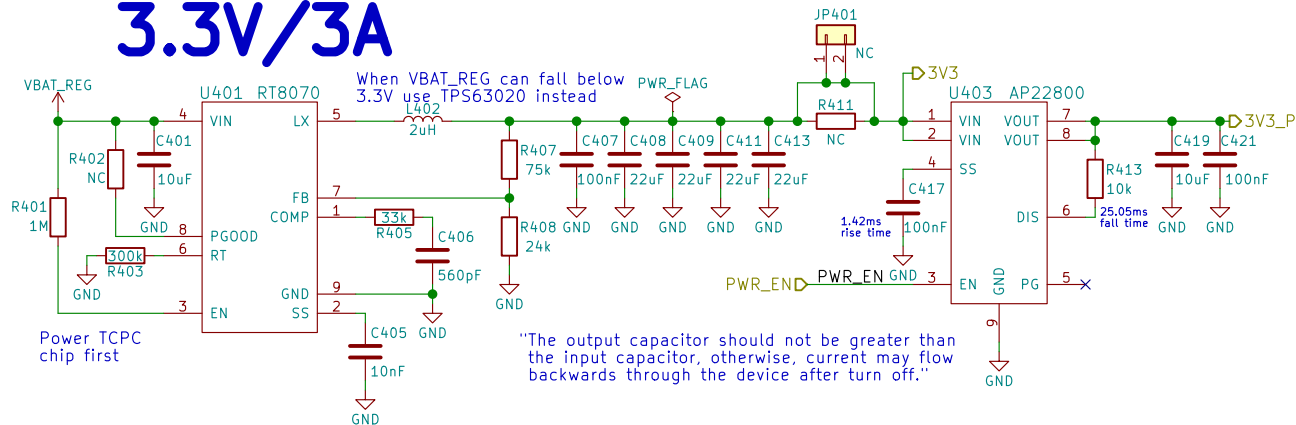 3.3V/3A
VBAT_REG
When VBAT_REG can fall below
3.3V use TPS63020 instead
PWR_FLAG
JP401
1
2
NC
3V3
U401 RT8070
4
VIN
LX
5
L402
2uH
R411
NC
U403 AP22800
1
VIN
2
VIN
VOUT
7
VOUT
8
3V3_P
R402
NC
C401
10uF
GND
R401
1M
R407
75k
C407
100nF
GND
C408
22uF
GND
C409
22uF
GND
C411
22uF
GND
C413
22uF
GND
4
SS
C417
100nF
1.42ms
rise time
GND
R413
10k
C419
10uF
GND
C421
100nF
GND
DIS
6
25.05ms
fall time
FB
7
COMP
1
33k
R405
C406
560pF
GND
R408
24k
GND
8
PGOOD
6
RT
300k
R403
GND
GND
9
SS
2
3
EN
C405
10nF
GND
PWR_EN
PWR_EN
3
EN
GND
PG
5
9
GND
Power TCPC
chip first
"The output capacitor should not be greater than
the input capacitor, otherwise, current may flow
backwards through the device after turn off."